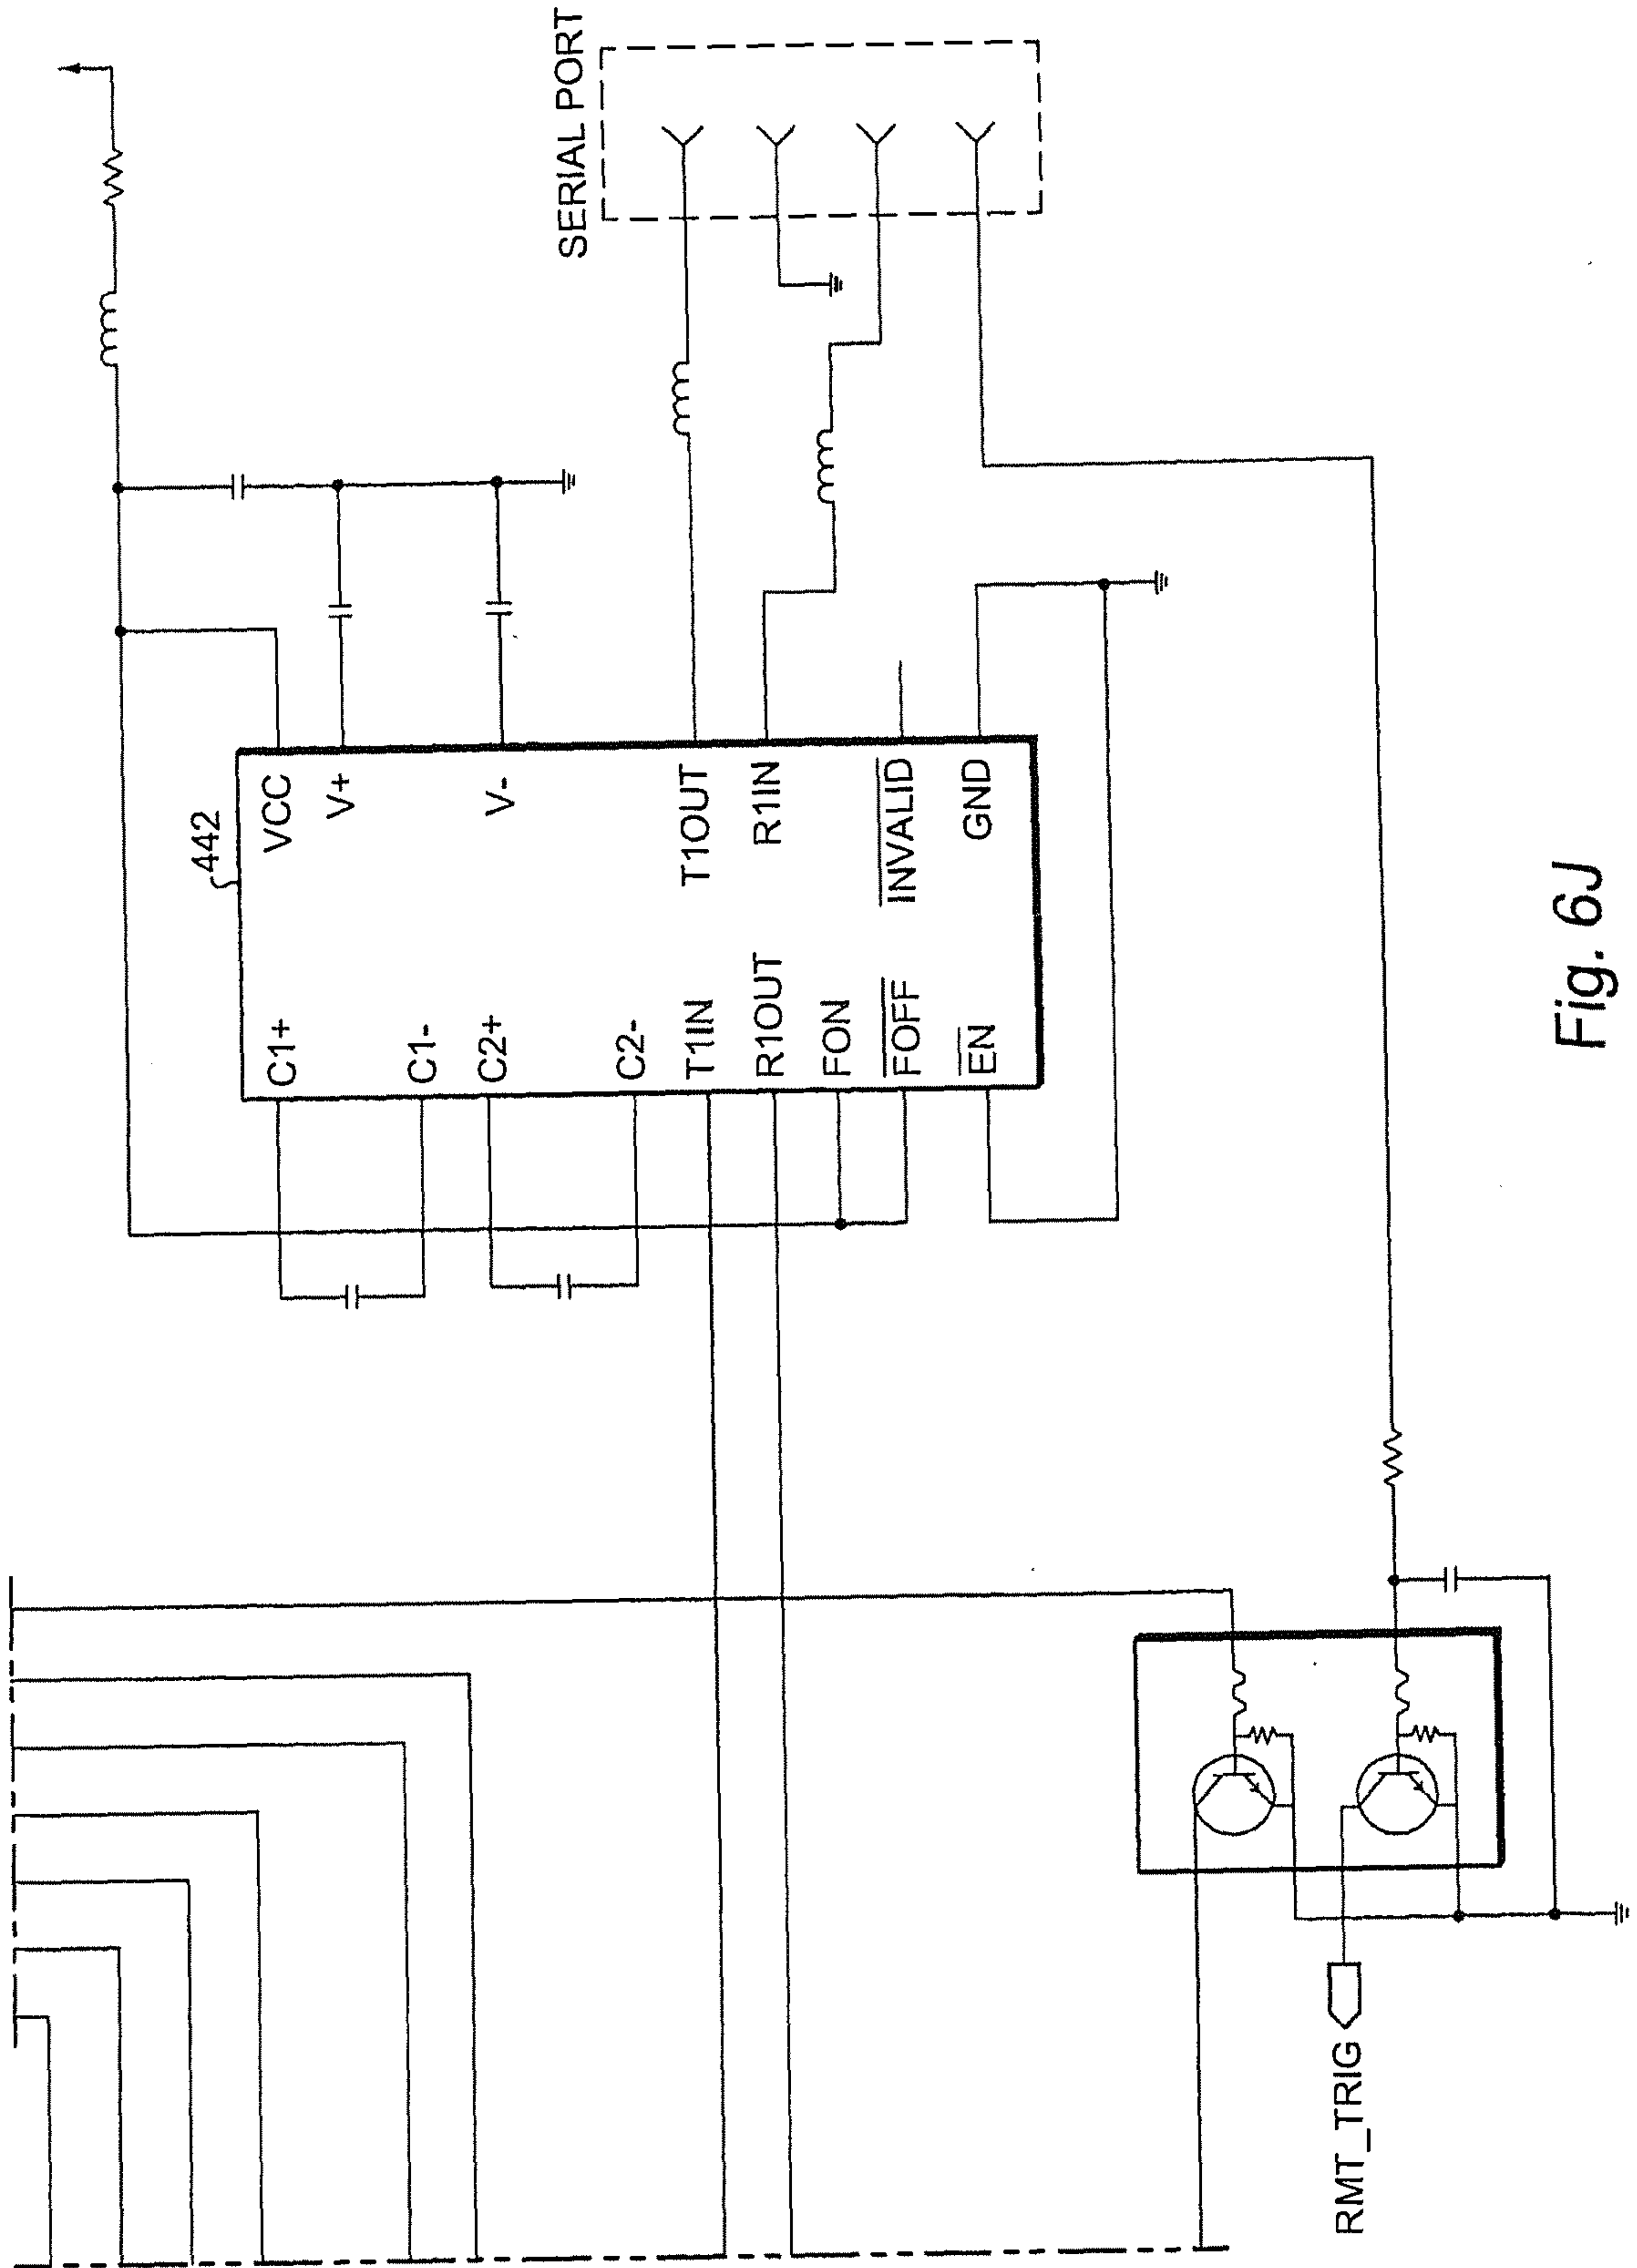 SERIAL PORT
442
C1+
VCC
C1-
V+
C2+
V-
C2-
T1IN
T1OUT
R1OUT
R1IN
FON
FOFF
INVALID
EN
GND
RMT_TRIG
Fig. 6J